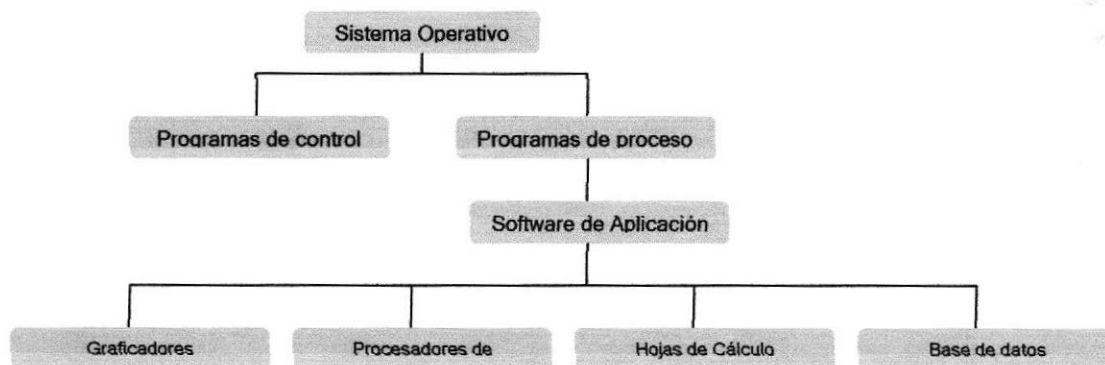 Sistema Operativo
Programas de control
Programas de proceso
Software de Aplicación
Graficadores
Procesadores de
Hojas de Cálculo
Base de datos